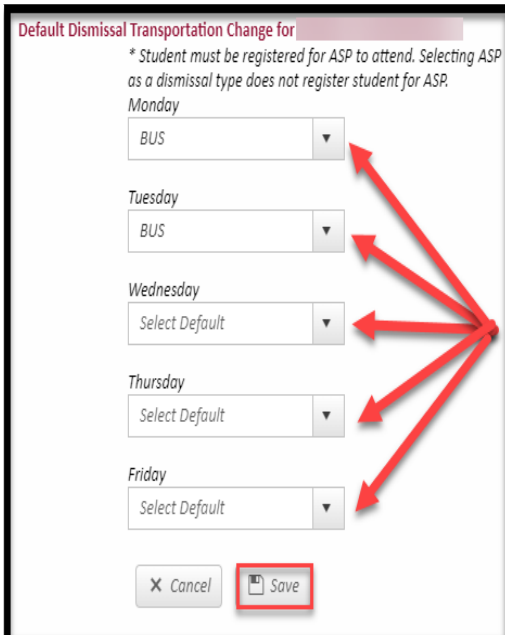 Default Dismissal Transportation Change for
* Student must be registered for ASP to attend. Selecting ASP
as a dismissal type does not register student for ASP.
Monday
BUS
Tuesday
BUS
Wednesday
Select Default
Thursday
Select Default
Friday
Select Default
Cancel Save